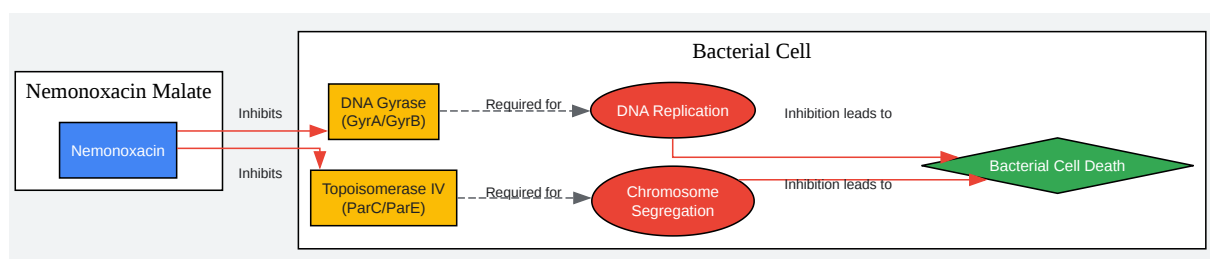 Bacterial Cell
Nemonoxacin Malate
Nemonoxacin
Inhibits
Inhibits
DNA Gyrase
(GyrA/GyrB)
Required for
DNA Replication
Inhibition leads to
Topoisomerase IV
(ParC/ParE)
Required for
Chromosome
Segregation
Inhibition leads to
Bacterial Cell Death